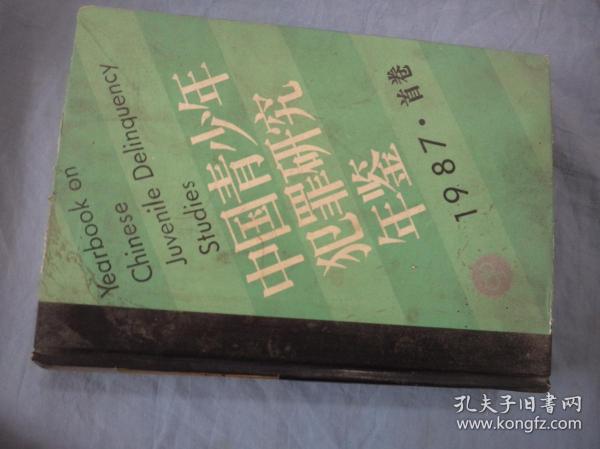 Yearbook on
Chinese
Juvenile Delinquency
Studies
中国青少年
犯罪研究
年鉴
1987·首卷
孔夫子旧书网
www.kongfz.com